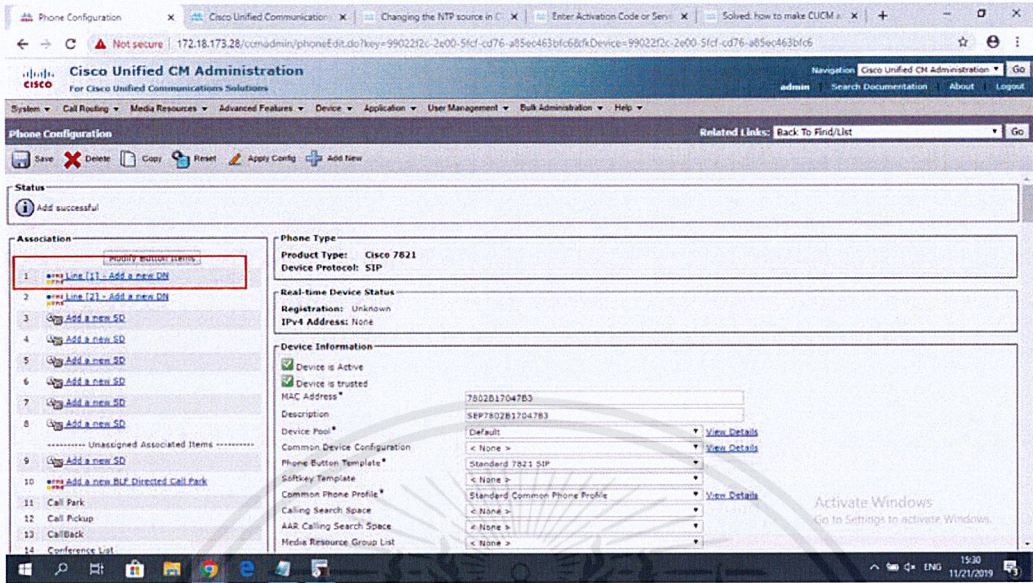 Phone Configuration
Cisco Unified Communication
Changing the NTP source in C
Enter Activation Code or Serv
Solved: how to make CUCM a
Not secure
172.18.173.28/ccmadmin/phoneEdit.do?key=99022f2c-2e00-5fcf-cd76-a85ec463bfc6&fkDevice=99022f2c-2e00-5fcf-cd76-a85ec463bfc6
CISCO
Cisco Unified CM Administration
For Cisco Unified Communications Solutions
Navigation Cisco Unified CM Administration Go
admin Search Documentation About Logout
System Call Routing Media Resources Advanced Features Device Application User Management Bulk Administration Help
Phone Configuration
Related Links: Back To Find/List Go
Save Delete Copy Reset Apply Config Add New
Status
Add successful
Association
Modify Button Items
1 Line [1] - Add a new DN
2 Line [2] - Add a new DN
3 Add a new SD
4 Add a new SD
5 Add a new SD
6 Add a new SD
7 Add a new SD
8 Add a new SD
---------- Unassigned Associated Items ----------
9 Add a new SD
10 Add a new BLF Directed Call Park
11 Call Park
12 Call Pickup
13 CallBack
14 Conference List
Phone Type
Product Type: Cisco 7821
Device Protocol: SIP
Real-time Device Status
Registration: Unknown
IPv4 Address: None
Device Information
Device is Active
Device is trusted
MAC Address* 7802B17047B3
Description SEP7802B17047B3
Device Pool* Default View Details
Common Device Configuration < None > View Details
Phone Button Template* Standard 7821 SIP
Softkey Template < None >
Common Phone Profile* Standard Common Phone Profile View Details
Calling Search Space < None >
AAR Calling Search Space < None >
Media Resource Group List < None >
Activate Windows
Go to Settings to activate Windows.
ENG
15:30
11/21/2019